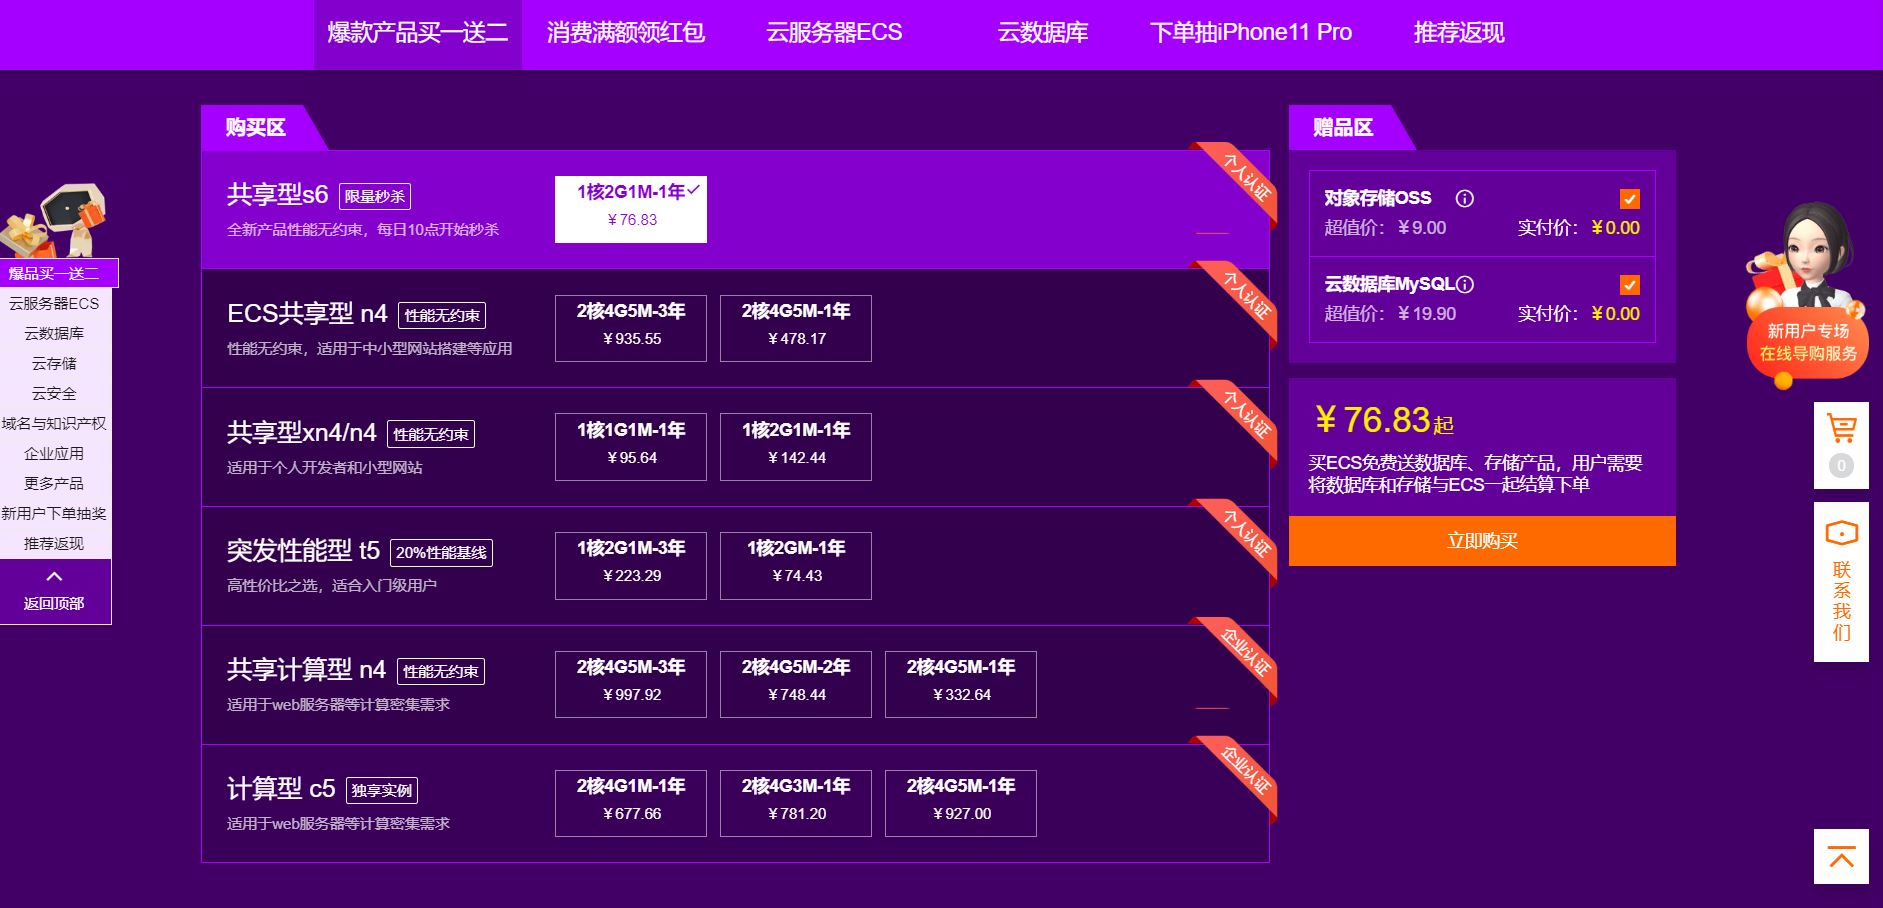 爆款产品买一送二
消费满额领红包
云服务器ECS
云数据库
下单抽iPhone11 Pro
推荐返现
爆品买一送二
云服务器ECS
云数据库
云存储
云安全
域名与知识产权
企业应用
更多产品
新用户下单抽奖
推荐返现
返回顶部
购买区
共享型s6 限量秒杀
全新产品性能无约束，每日10点开始秒杀
1核2G1M-1年
￥76.83
个人认证
ECS共享型 n4 性能无约束
性能无约束，适用于中小型网站搭建等应用
2核4G5M-3年
￥935.55
2核4G5M-1年
￥478.17
个人认证
共享型xn4/n4 性能无约束
适用于个人开发者和小型网站
1核1G1M-1年
￥95.64
1核2G1M-1年
￥142.44
个人认证
突发性能型 t5 20%性能基线
高性价比之选，适合入门级用户
1核2G1M-3年
￥223.29
1核2GM-1年
￥74.43
个人认证
共享计算型 n4 性能无约束
适用于web服务器等计算密集需求
2核4G5M-3年
￥997.92
2核4G5M-2年
￥748.44
2核4G5M-1年
￥332.64
企业认证
计算型 c5 独享实例
适用于web服务器等计算密集需求
2核4G1M-1年
￥677.66
2核4G3M-1年
￥781.20
2核4G5M-1年
￥927.00
企业认证
赠品区
对象存储OSS
超值价：￥9.00 实付价：￥0.00
云数据库MySQL
超值价：￥19.90 实付价：￥0.00
￥76.83起
买ECS免费送数据库、存储产品，用户需要
将数据库和存储与ECS一起结算下单
立即购买
新用户专场
在线导购服务
0
联
系
我
们